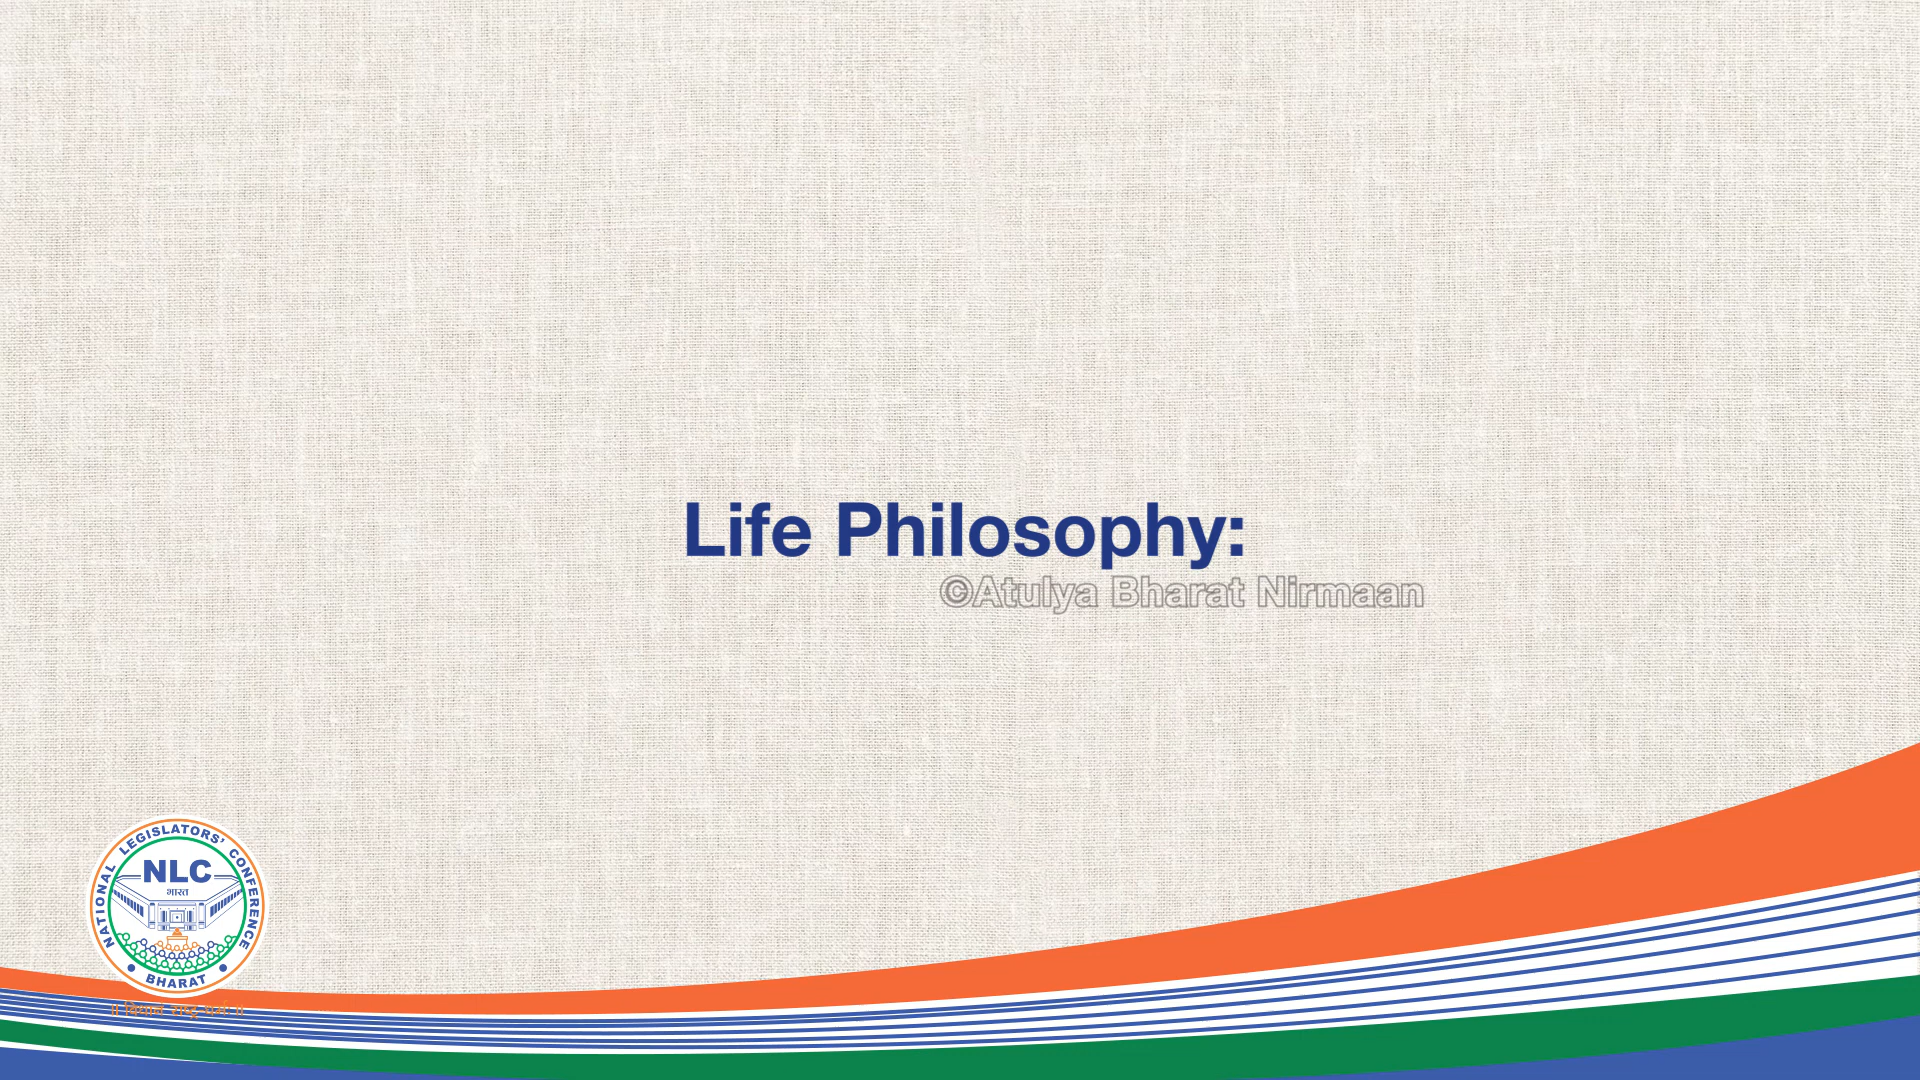 Life Philosophy:
©Atulya Bharat Nirmaan
NATIONAL LEGISLATORS' CONFERENCE
NLC
भारत
BHARAT